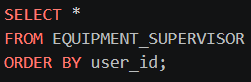 SELECT *
FROM EQUIPMENT_SUPERVISOR
ORDER BY user_id;